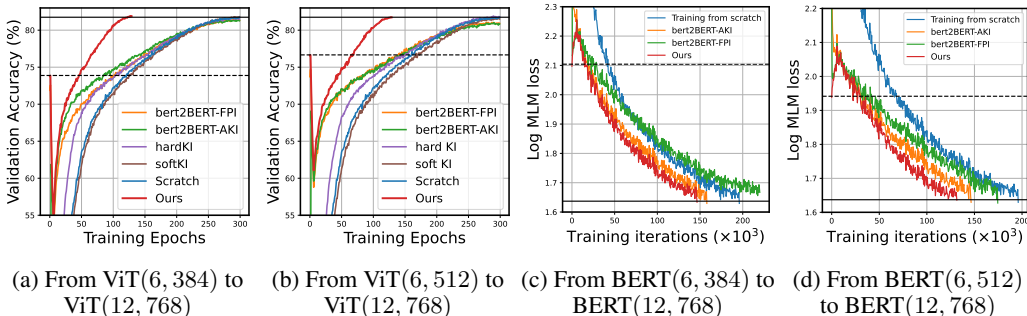 Validation Accuracy (%)
80
75
70
65
60
55
0 50 100 150 200 250 300
Training Epochs
bert2BERT-FPI
bert2BERT-AKI
hardKI
softKI
Scratch
Ours
(a) From ViT(6, 384) to
ViT(12, 768)
Validation Accuracy (%)
80
75
70
65
60
55
0 50 100 150 200 250 300
Training Epochs
bert2BERT-FPI
bert2BERT-AKI
hard KI
soft KI
Scratch
Ours
(b) From ViT(6, 512) to
ViT(12, 768)
Log MLM loss
2.3
2.2
2.1
2.0
1.9
1.8
1.7
1.6
0 50 100 150 200
Training iterations (×10³)
Training from scratch
bert2BERT-AKI
bert2BERT-FPI
Ours
(c) From BERT(6, 384) to
BERT(12, 768)
Log MLM loss
2.2
2.1
2.0
1.9
1.8
1.7
1.6
0 50 100 150 200
Training iterations (×10³)
Training from scratch
bert2BERT-AKI
bert2BERT-FPI
Ours
(d) From BERT(6, 512)
to BERT(12, 768)